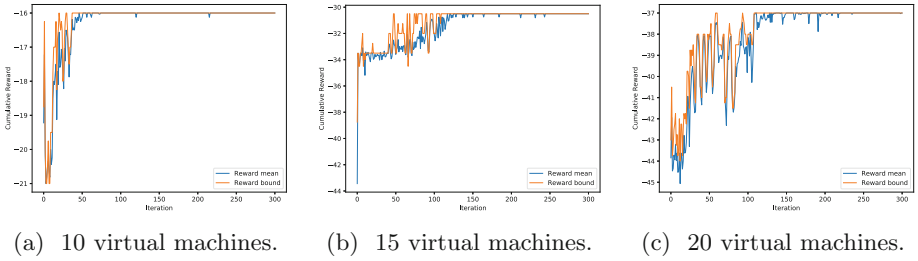 −16
−17
−18
−19
−20
−21
Cumulative Reward
0
50
100
150
200
250
300
Iteration
Reward mean
Reward bound
−30
−32
−34
−36
−38
−40
−42
−44
Cumulative Reward
0
50
100
150
200
250
300
Iteration
Reward mean
Reward bound
−37
−38
−39
−40
−41
−42
−43
−44
−45
Cumulative Reward
0
50
100
150
200
250
300
Iteration
Reward mean
Reward bound
(a) 10 virtual machines.
(b) 15 virtual machines.
(c) 20 virtual machines.